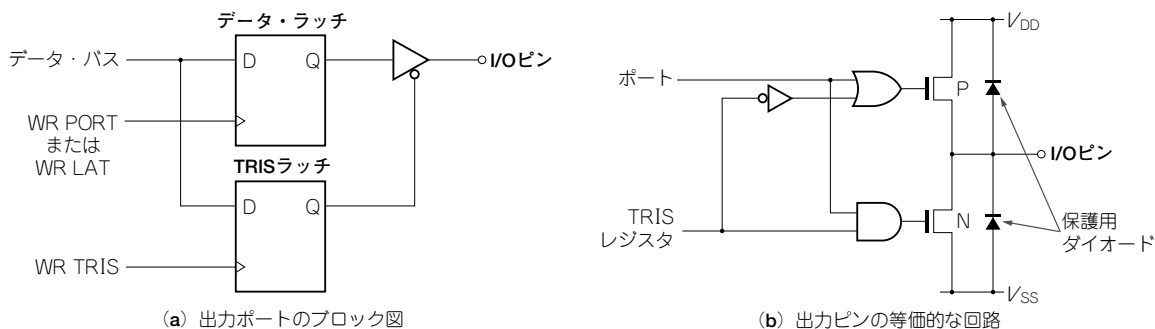 データ・ラッチ
データ・バス
D
Q
I/Oピン
WR PORT
または
WR LAT
TRISラッチ
D
Q
WR TRIS
(a) 出力ポートのブロック図
VDD
ポート
P
I/Oピン
TRIS
レジスタ
N
保護用
ダイオード
VSS
(b) 出力ピンの等価的な回路